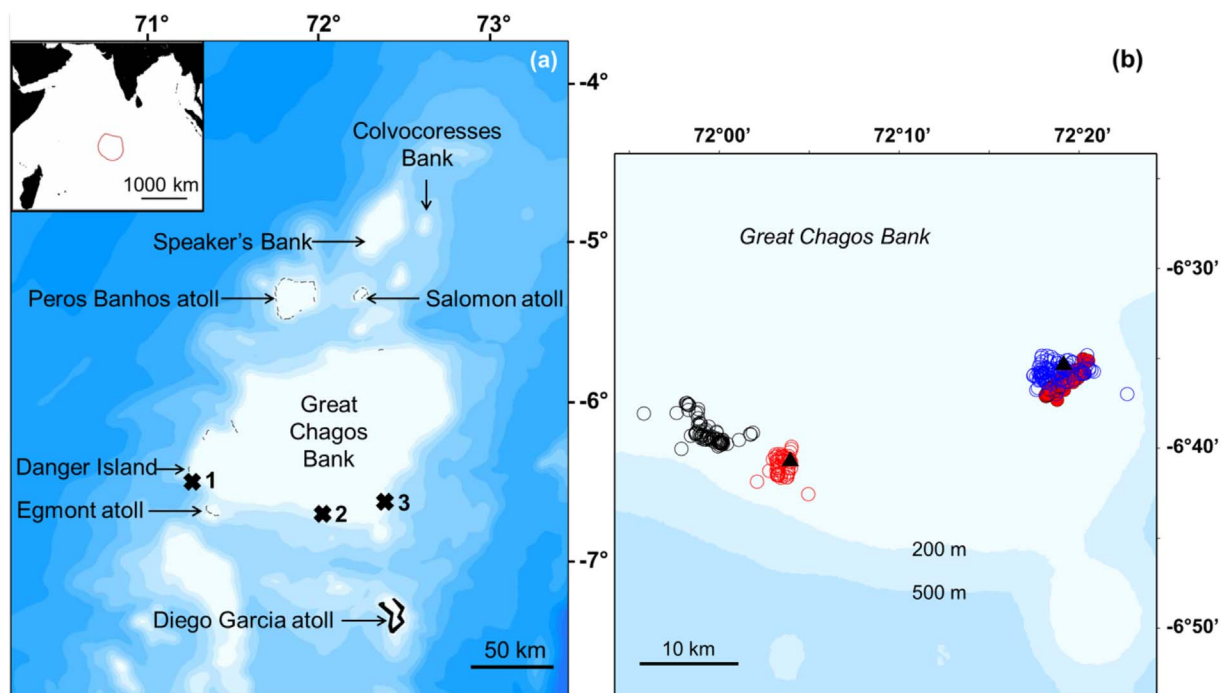 71° 72° 73°
(a)
1000 km
Colvocoresses
Bank
Speaker's Bank
Peros Banhos atoll
Salomon atoll
Great
Chagos
Bank
Danger Island
1
Egmont atoll
2
3
Diego Garcia atoll
50 km
-4°
-5°
-6°
-7°
(b)
72°00' 72°10' 72°20'
Great Chagos Bank
-6°30'
-6°40'
-6°50'
200 m
500 m
10 km